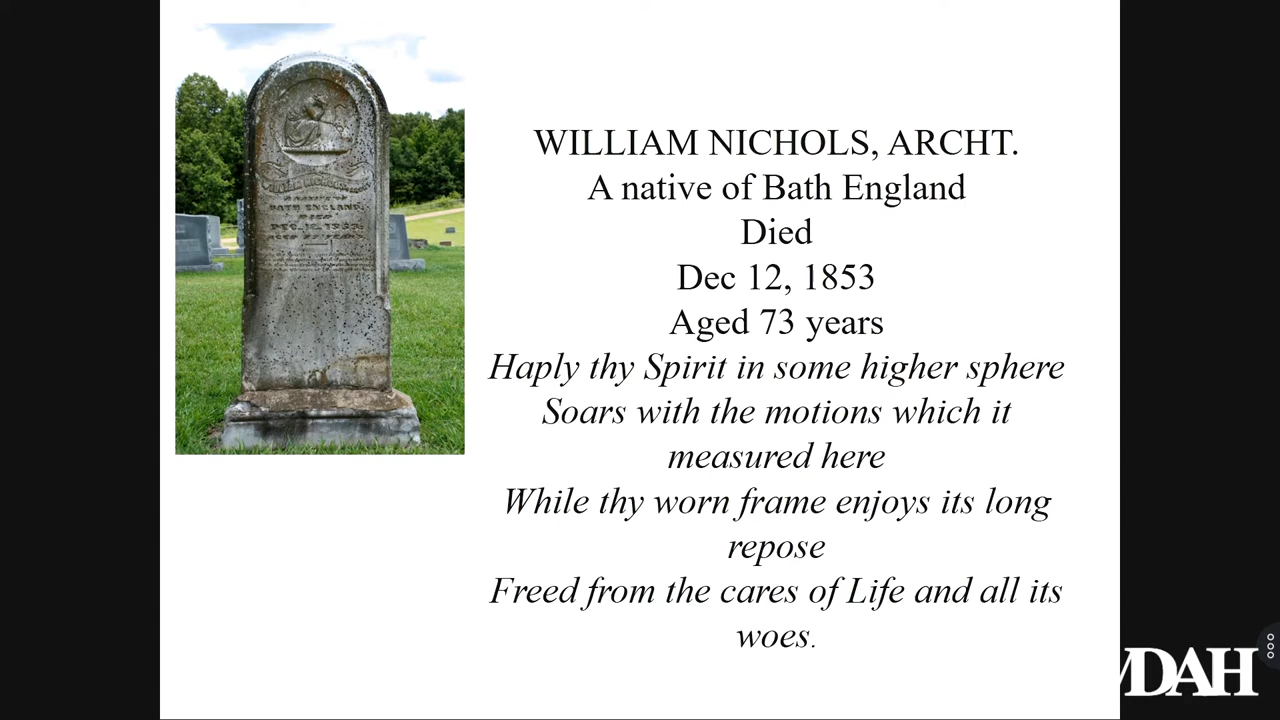 WILLIAM NICHOLS, ARCHT.
A native of Bath England
Died
Dec 12, 1853
Aged 73 years
Haply thy Spirit in some higher sphere
Soars with the motions which it
measured here
While thy worn frame enjoys its long
repose
Freed from the cares of Life and all its
woes.
BATH ENGLAND.
DAH